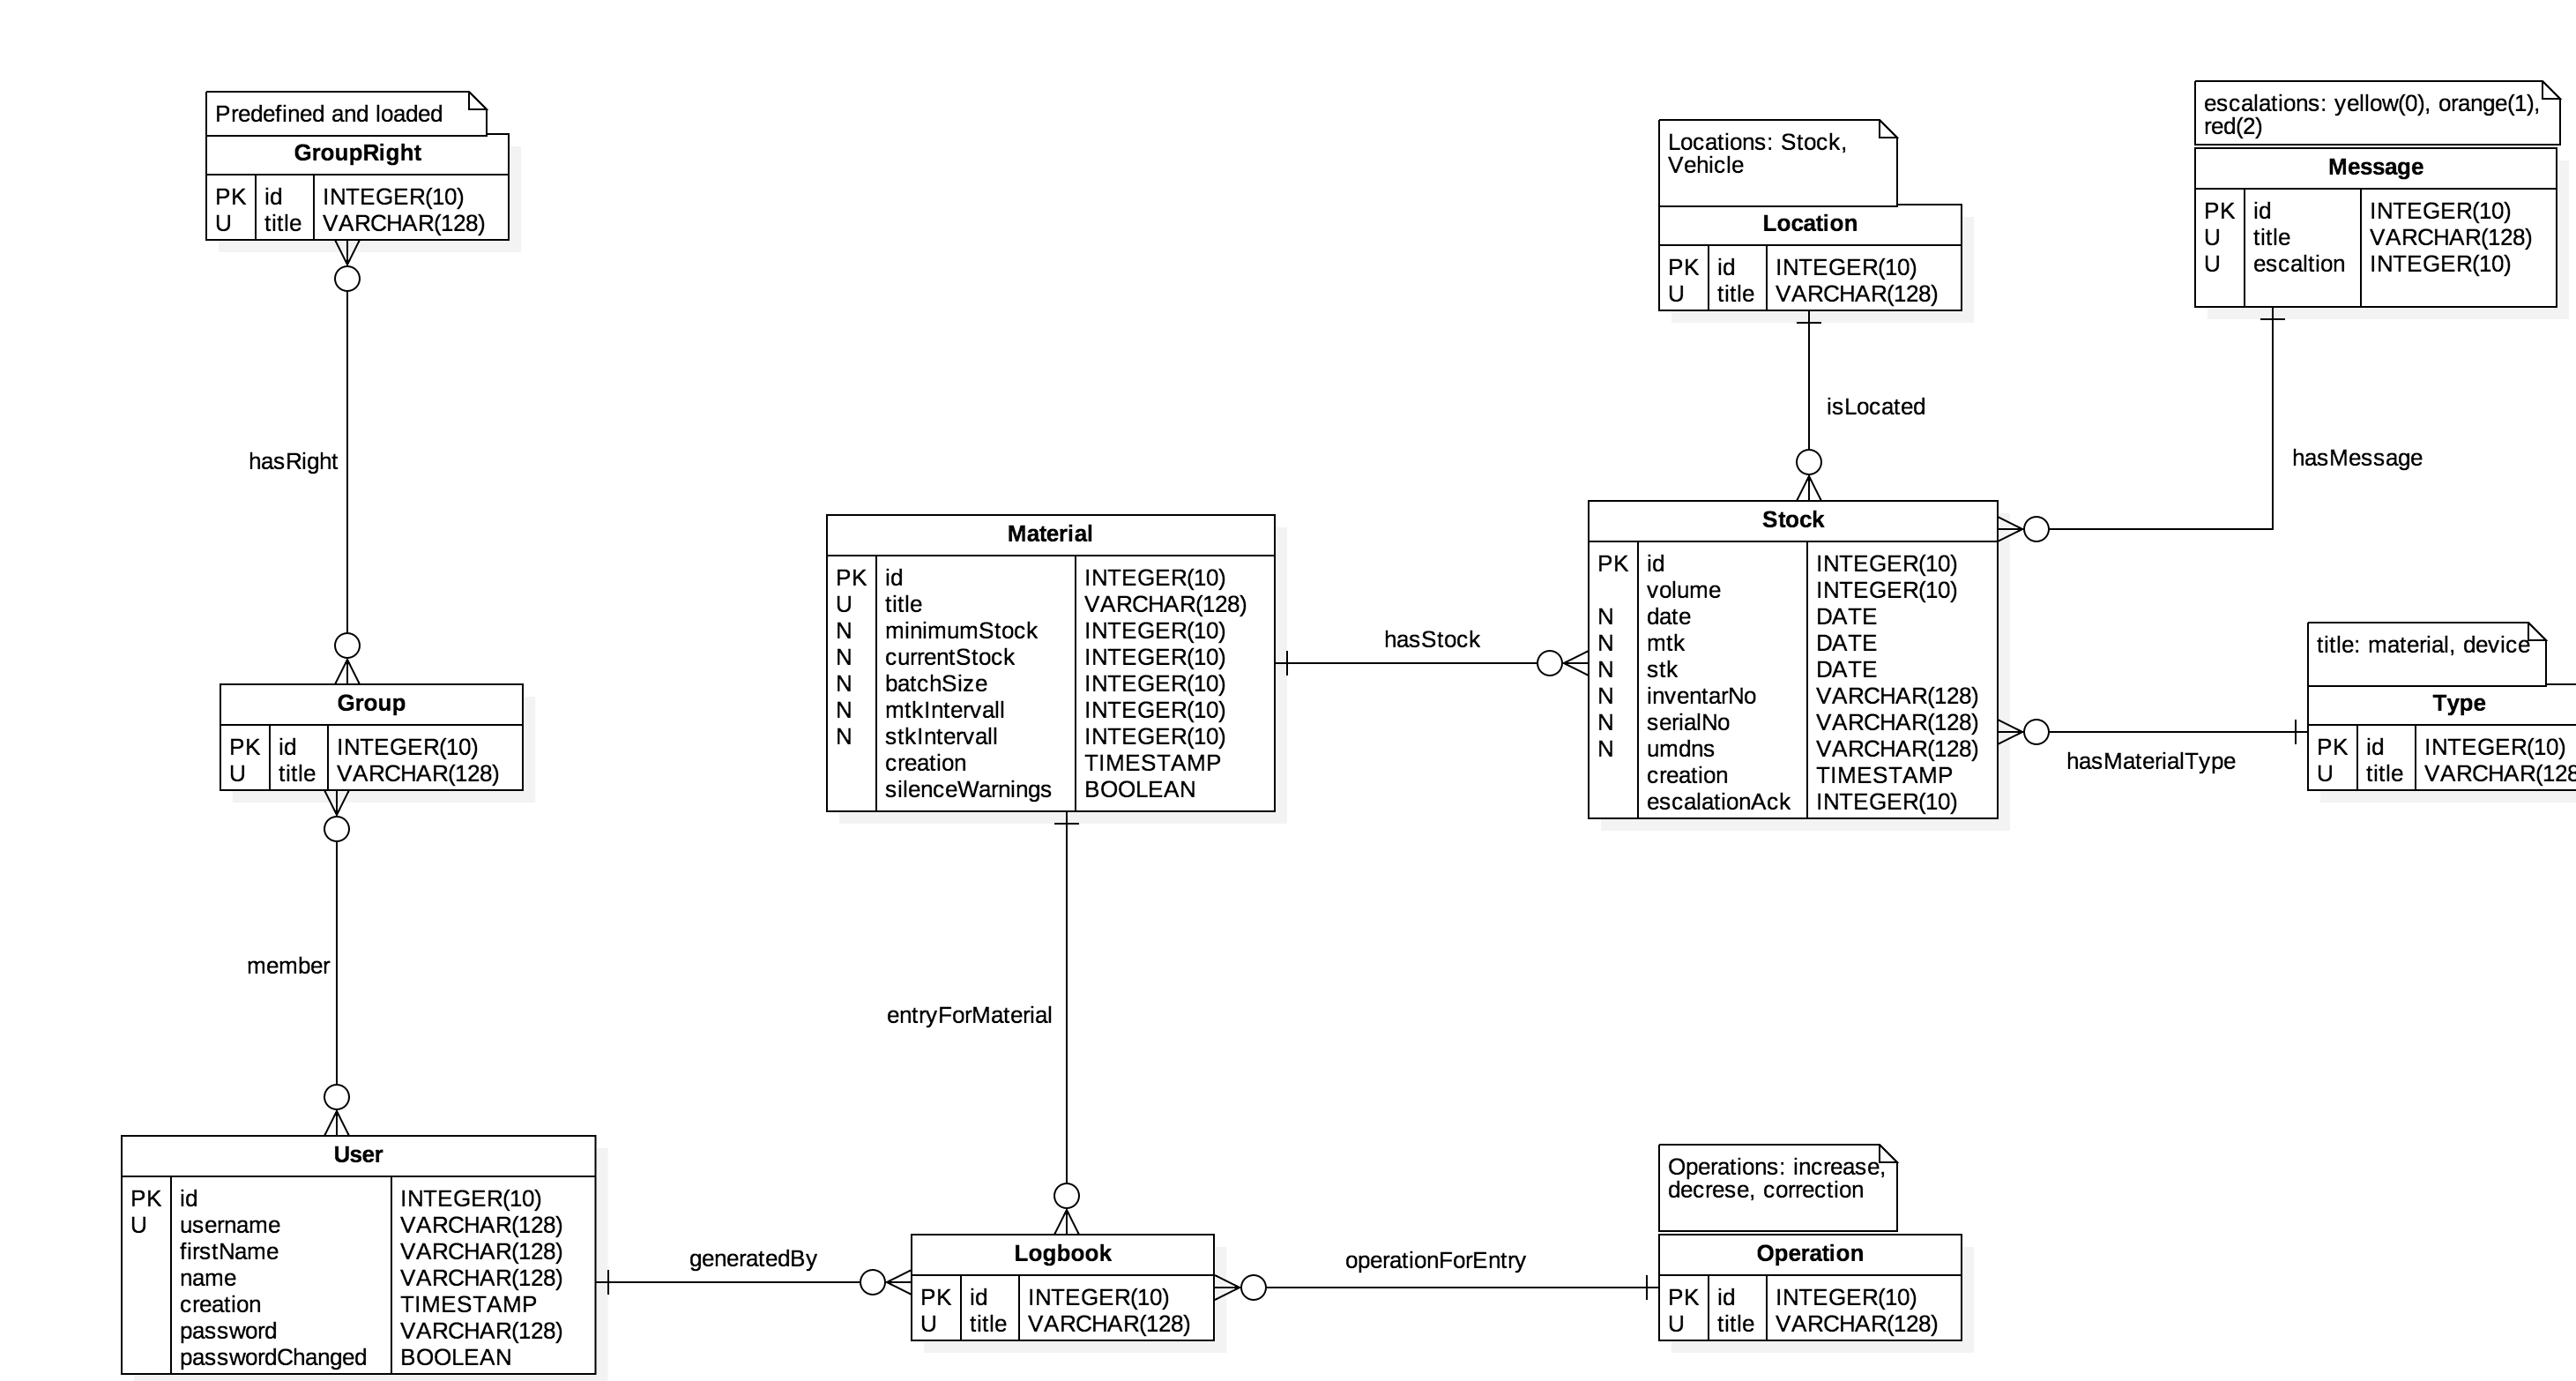 Predefined and loaded
GroupRight
PK id INTEGER(10)
U title VARCHAR(128)
hasRight
Group
PK id INTEGER(10)
U title VARCHAR(128)
member
User
PK id INTEGER(10)
U username VARCHAR(128)
firstName VARCHAR(128)
name VARCHAR(128)
creation TIMESTAMP
password VARCHAR(128)
passwordChanged BOOLEAN
generatedBy
Material
PK id INTEGER(10)
U title VARCHAR(128)
N minimumStock INTEGER(10)
N currentStock INTEGER(10)
N batchSize INTEGER(10)
N mtkIntervall INTEGER(10)
N stkIntervall INTEGER(10)
creation TIMESTAMP
silenceWarnings BOOLEAN
entryForMaterial
Logbook
PK id INTEGER(10)
U title VARCHAR(128)
operationForEntry
Operations: increase,
decrese, correction
Operation
PK id INTEGER(10)
U title VARCHAR(128)
hasStock
Locations: Stock,
Vehicle
Location
PK id INTEGER(10)
U title VARCHAR(128)
isLocated
Stock
PK id INTEGER(10)
volume INTEGER(10)
N date DATE
N mtk DATE
N stk DATE
N inventarNo VARCHAR(128)
N serialNo VARCHAR(128)
N umdns VARCHAR(128)
creation TIMESTAMP
escalationAck INTEGER(10)
escalations: yellow(0), orange(1),
red(2)
Message
PK id INTEGER(10)
U title VARCHAR(128)
U escaltion INTEGER(10)
hasMessage
title: material, device
Type
PK id INTEGER(10)
U title VARCHAR(128
hasMaterialType